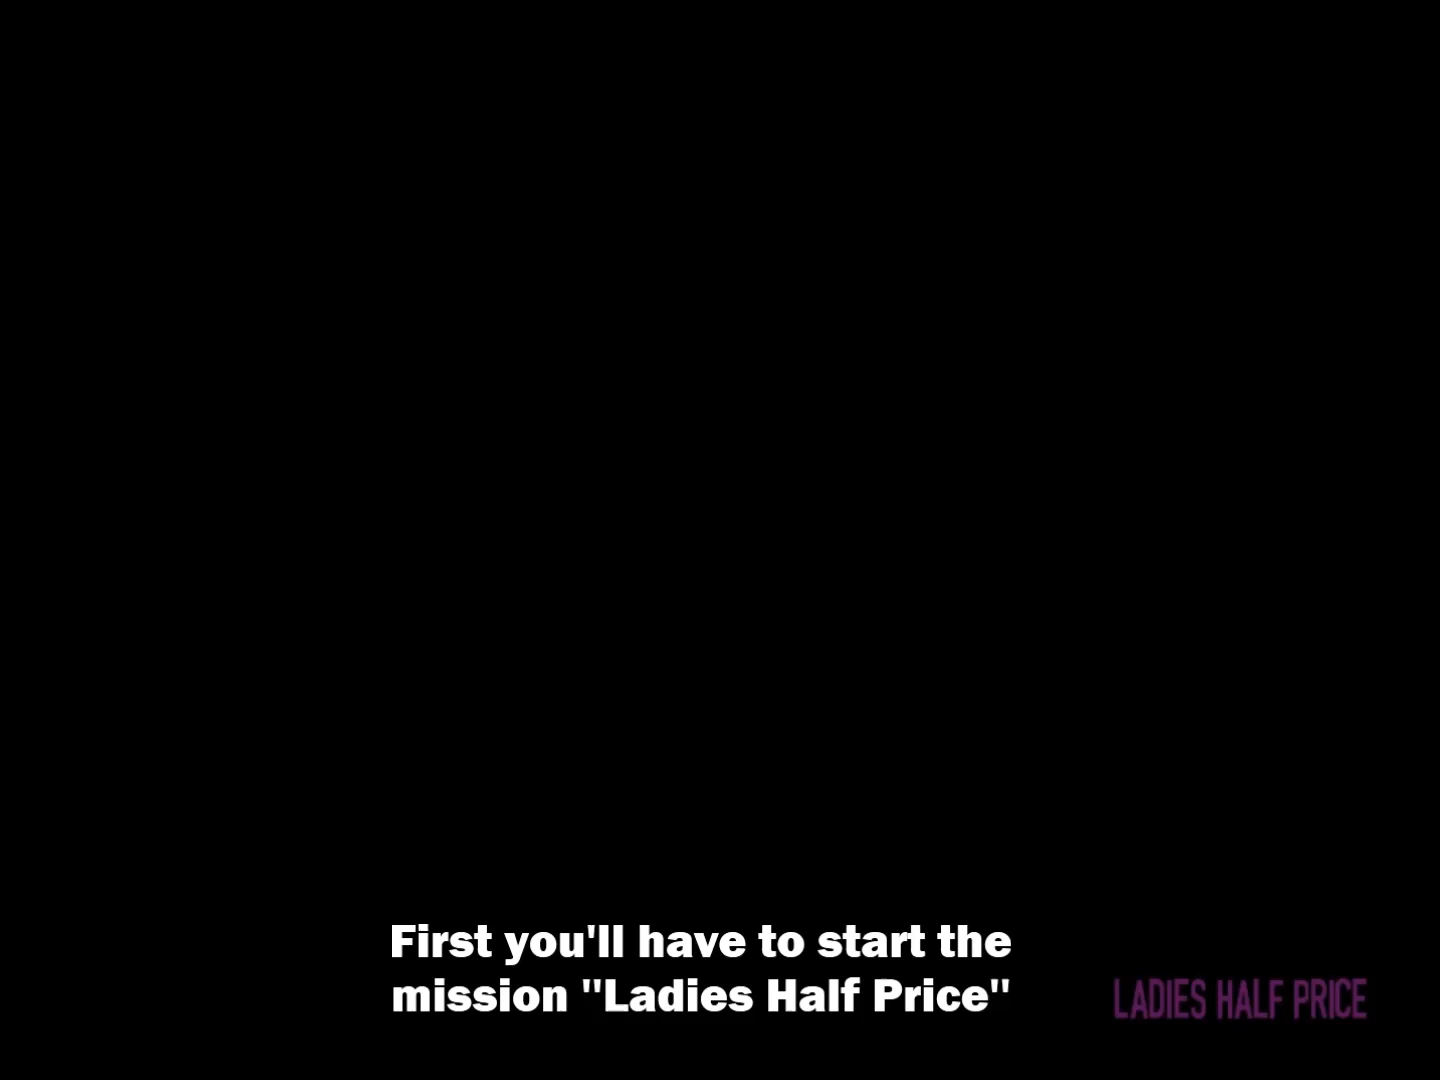 First you'll have to start the
mission "Ladies Half Price"
LADIES HALF PRICE